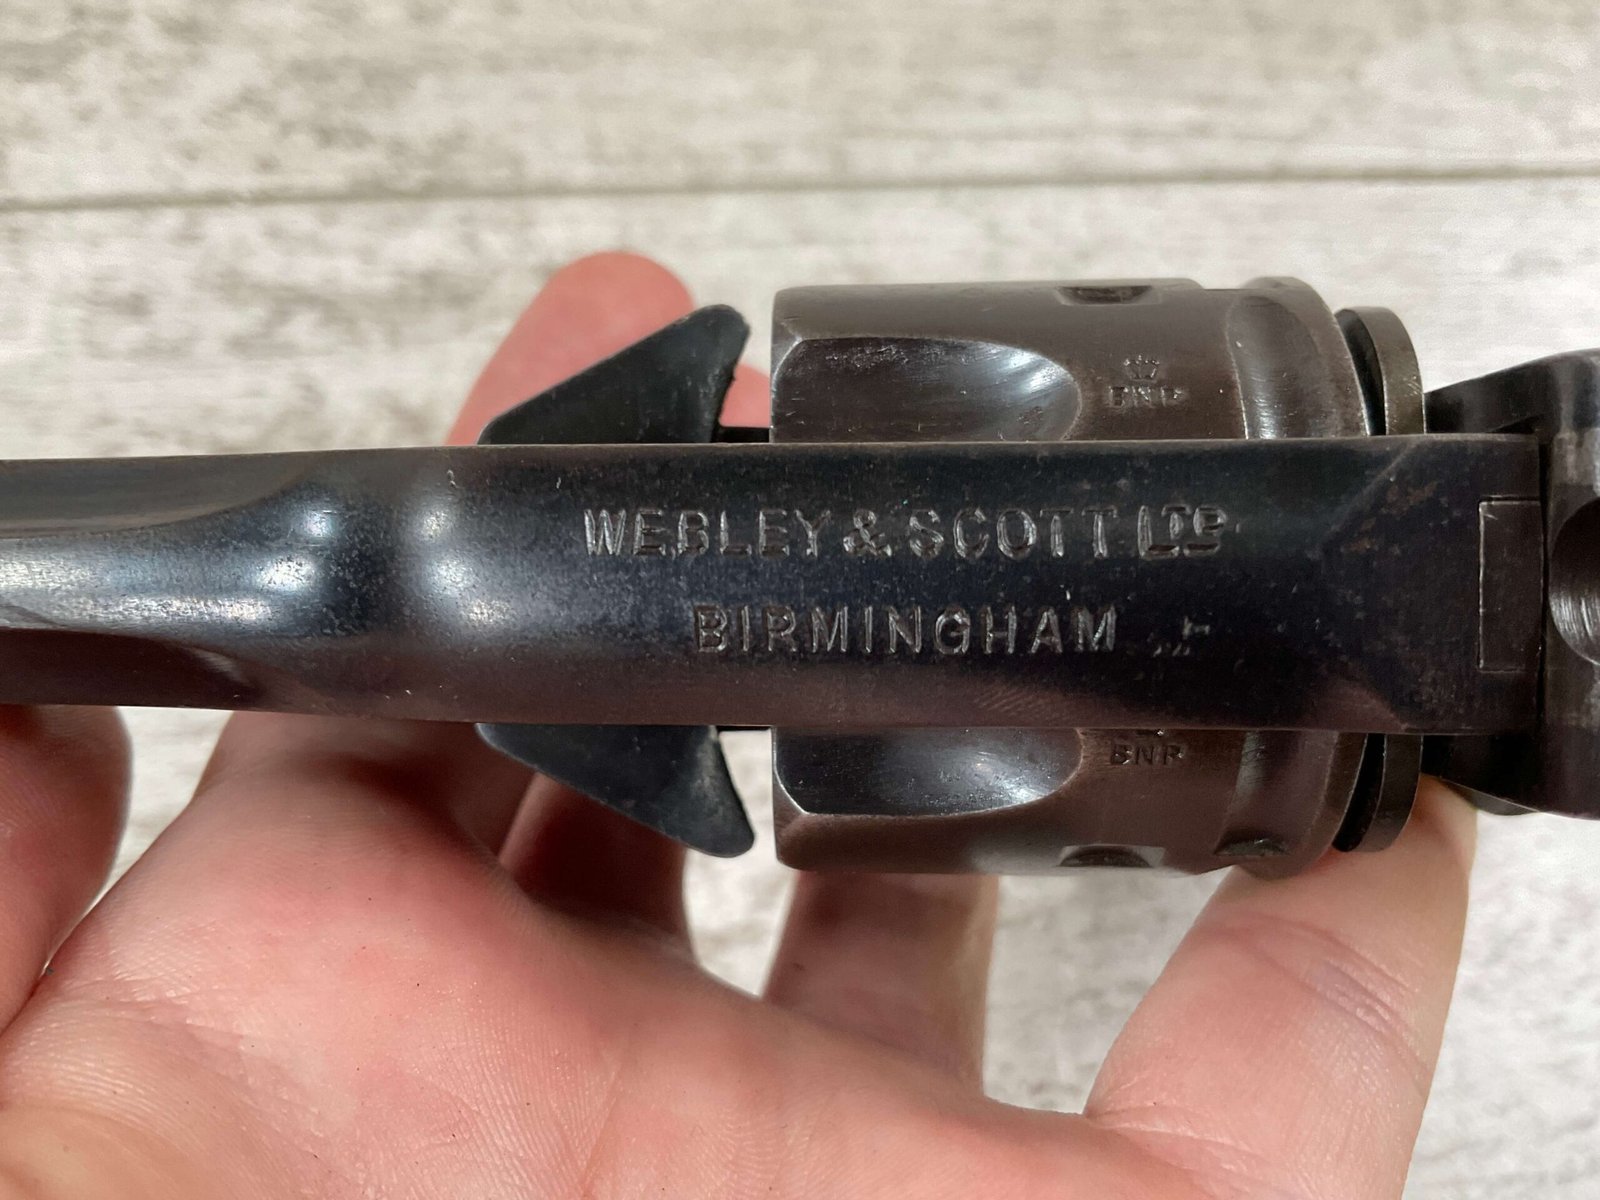 BNP
WEBLEY & SCOTT LTD
BIRMINGHAM
BNP